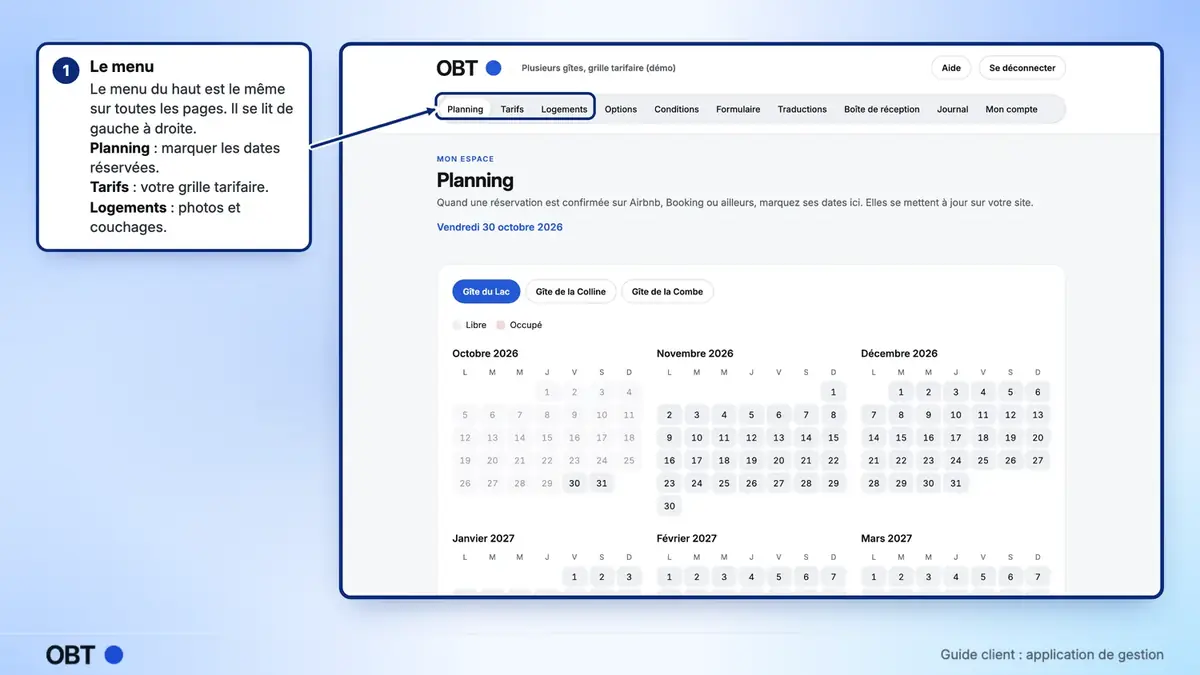 1
Le menu
Le menu du haut est le même
sur toutes les pages. Il se lit de
gauche à droite.
Planning : marquer les dates
réservées.
Tarifs : votre grille tarifaire.
Logements : photos et
couchages.
OBT
Plusieurs gîtes, grille tarifaire (démo)
Aide
Se déconnecter
Planning Tarifs Logements Options Conditions Formulaire Traductions Boîte de réception Journal Mon compte
MON ESPACE
Planning
Quand une réservation est confirmée sur Airbnb, Booking ou ailleurs, marquez ses dates ici. Elles se mettent à jour sur votre site.
Vendredi 30 octobre 2026
Gîte du Lac Gîte de la Colline Gîte de la Combe
Libre Occupé
Octobre 2026
L M M J V S D
1 2 3 4
5 6 7 8 9 10 11
12 13 14 15 16 17 18
19 20 21 22 23 24 25
26 27 28 29 30 31
Novembre 2026
L M M J V S D
1
2 3 4 5 6 7 8
9 10 11 12 13 14 15
16 17 18 19 20 21 22
23 24 25 26 27 28 29
30
Décembre 2026
L M M J V S D
1 2 3 4 5 6
7 8 9 10 11 12 13
14 15 16 17 18 19 20
21 22 23 24 25 26 27
28 29 30 31
Janvier 2027
L M M J V S D
1 2 3
Février 2027
L M M J V S D
1 2 3 4 5 6 7
Mars 2027
L M M J V S D
1 2 3 4 5 6 7
OBT
Guide client : application de gestion